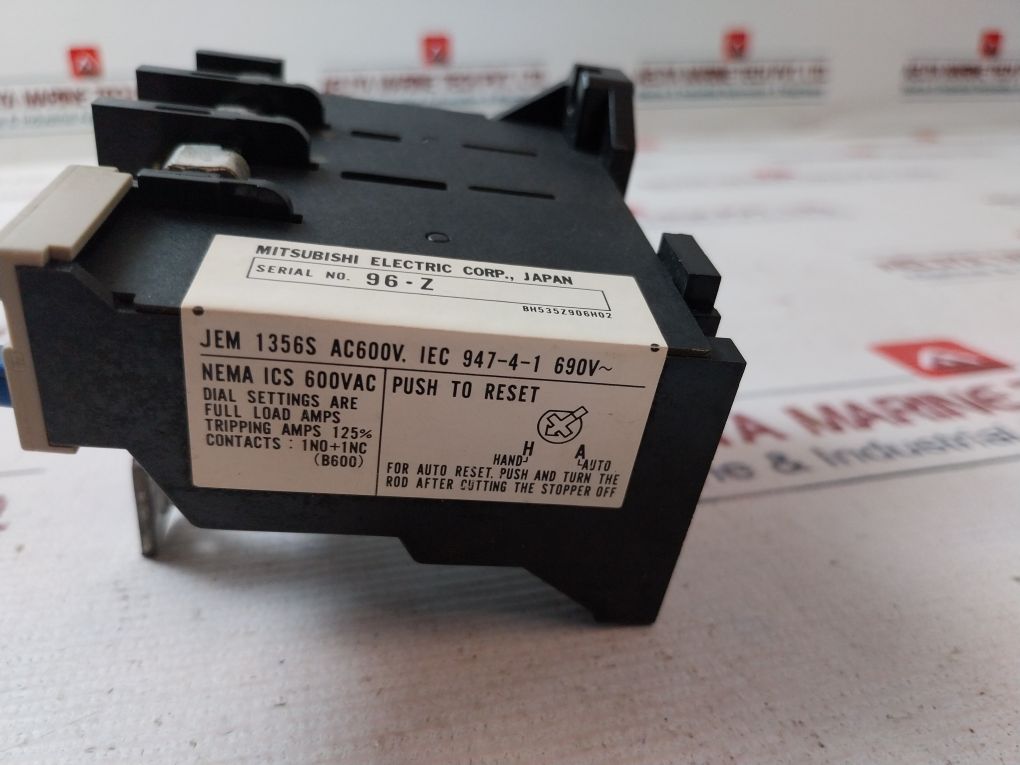 MITSUBISHI ELECTRIC CORP., JAPAN
SERIAL NO. 96-Z
BH535Z906H02
JEM 1356S AC600V. IEC 947-4-1 690V~
NEMA ICS 600VAC
DIAL SETTINGS ARE
FULL LOAD AMPS
TRIPPING AMPS 125%
CONTACTS : 1NO+1NC
(B600)
PUSH TO RESET
H A
HAND AUTO
FOR AUTO RESET, PUSH AND TURN THE
ROD AFTER CUTTING THE STOPPER OFF
MARINE
& Industrial